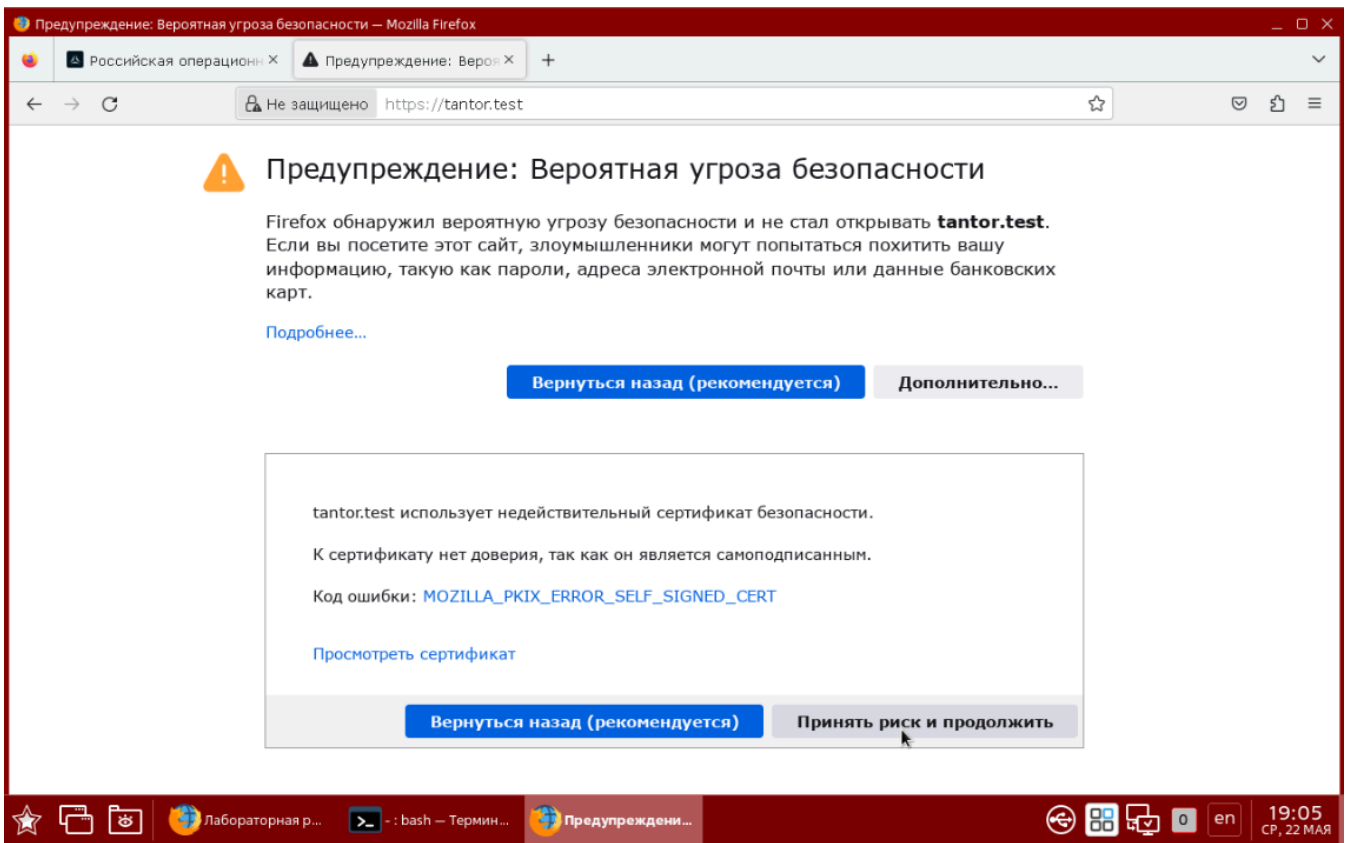 Предупреждение: Вероятная угроза безопасности — Mozilla Firefox
Российская операционн
Предупреждение: Вероя
Не защищено https://tantor.test
Предупреждение: Вероятная угроза безопасности
Firefox обнаружил вероятную угрозу безопасности и не стал открывать tantor.test.
Если вы посетите этот сайт, злоумышленники могут попытаться похитить вашу
информацию, такую как пароли, адреса электронной почты или данные банковских
карт.
Подробнее...
Вернуться назад (рекомендуется) Дополнительно...
tantor.test использует недействительный сертификат безопасности.
К сертификату нет доверия, так как он является самоподписанным.
Код ошибки: MOZILLA_PKIX_ERROR_SELF_SIGNED_CERT
Просмотреть сертификат
Вернуться назад (рекомендуется) Принять риск и продолжить
Лабораторная р...
- : bash — Термин...
Предупреждени...
0
en
19:05
СР, 22 МАЯ